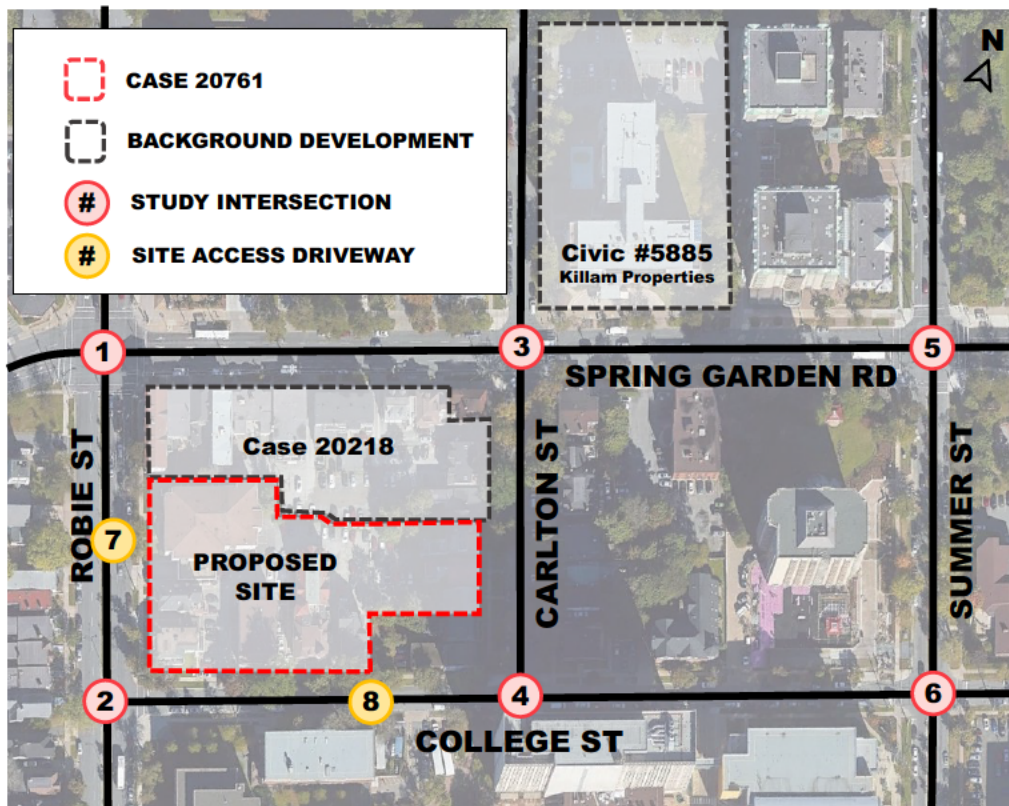 N
CASE 20761
BACKGROUND DEVELOPMENT
# STUDY INTERSECTION
# SITE ACCESS DRIVEWAY
Civic #5885
Killam Properties
1
3
5
SPRING GARDEN RD
Case 20218
ROBIE ST
7
PROPOSED
SITE
CARLTON ST
SUMMER ST
2
8
4
6
COLLEGE ST